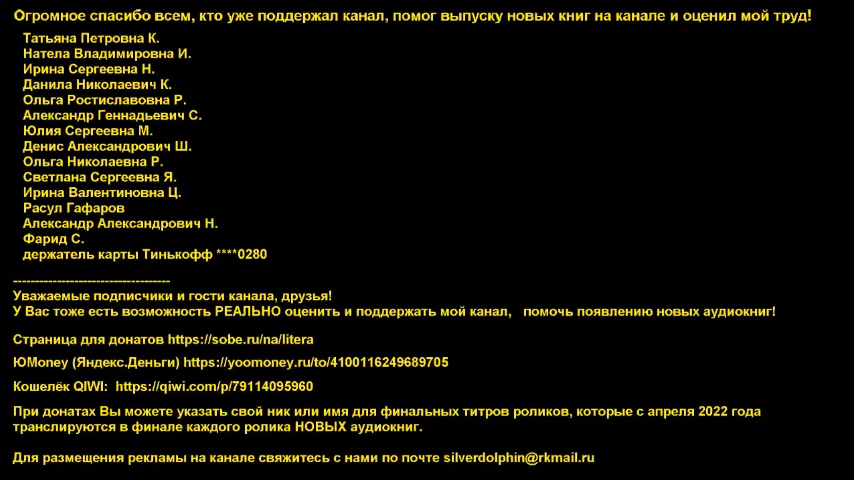 Огромное спасибо всем, кто уже поддержал канал, помог выпуску новых книг на канале и оценил мой труд!
Татьяна Петровна К.
Натела Владимировна И.
Ирина Сергеевна Н.
Данила Николаевич К.
Ольга Ростиславовна Р.
Александр Геннадьевич С.
Юлия Сергеевна М.
Денис Александрович Ш.
Ольга Николаевна Р.
Светлана Сергеевна Я.
Ирина Валентиновна Ц.
Расул Гафаров
Александр Александрович Н.
Фарид С.
держатель карты Тинькофф ****0280
------------------------------------
Уважаемые подписчики и гости канала, друзья!
У Вас тоже есть возможность РЕАЛЬНО оценить и поддержать мой канал, помочь появлению новых аудиокниг!
Страница для донатов https://sobe.ru/na/litera
ЮMoney (Яндекс.Деньги) https://yoomoney.ru/to/4100116249689705
Кошелёк QIWI: https://qiwi.com/p/79114095960
При донатах Вы можете указать свой ник или имя для финальных титров роликов, которые с апреля 2022 года
транслируются в финале каждого ролика НОВЫХ аудиокниг.
Для размещения рекламы на канале свяжитесь с нами по почте silverdolphin@rkmail.ru